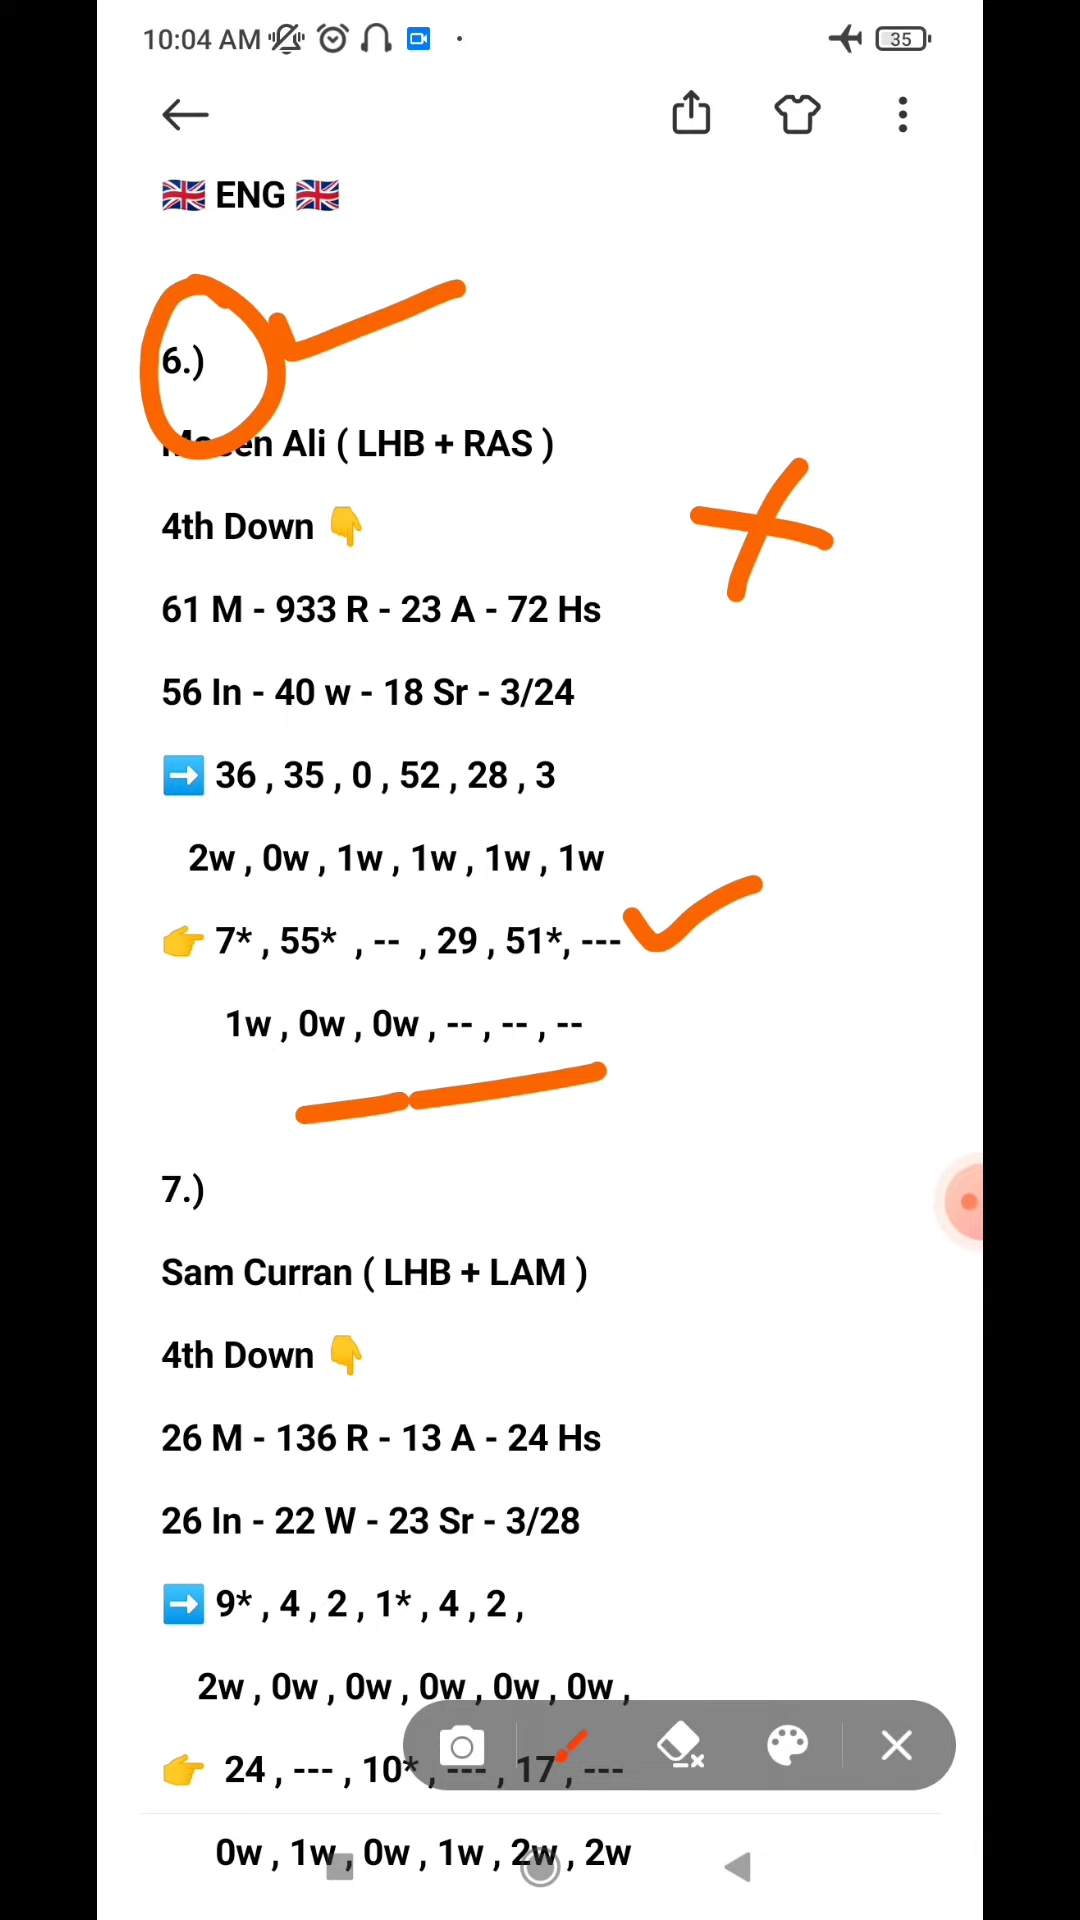 10:04 AM
35
🇬🇧 ENG 🇬🇧
6.)
Ali ( LHB + RAS )
4th Down 👇
61 M - 933 R - 23 A - 72 Hs
56 In - 40 w - 18 Sr - 3/24
➡️ 36 , 35 , 0 , 52 , 28 , 3
2w , 0w , 1w , 1w , 1w , 1w
👉 7* , 55* , -- , 29 , 51*, ---
1w , 0w , 0w , -- , -- , --
7.)
Sam Curran ( LHB + LAM )
4th Down 👇
26 M - 136 R - 13 A - 24 Hs
26 In - 22 W - 23 Sr - 3/28
➡️ 9* , 4 , 2 , 1* , 4 , 2 ,
2w , 0w , 0w , 0w , 0w , 0w ,
👉 24 , --- , 10* , --- , 17 , ---
0w , 1w , 0w , 1w , 2w , 2w